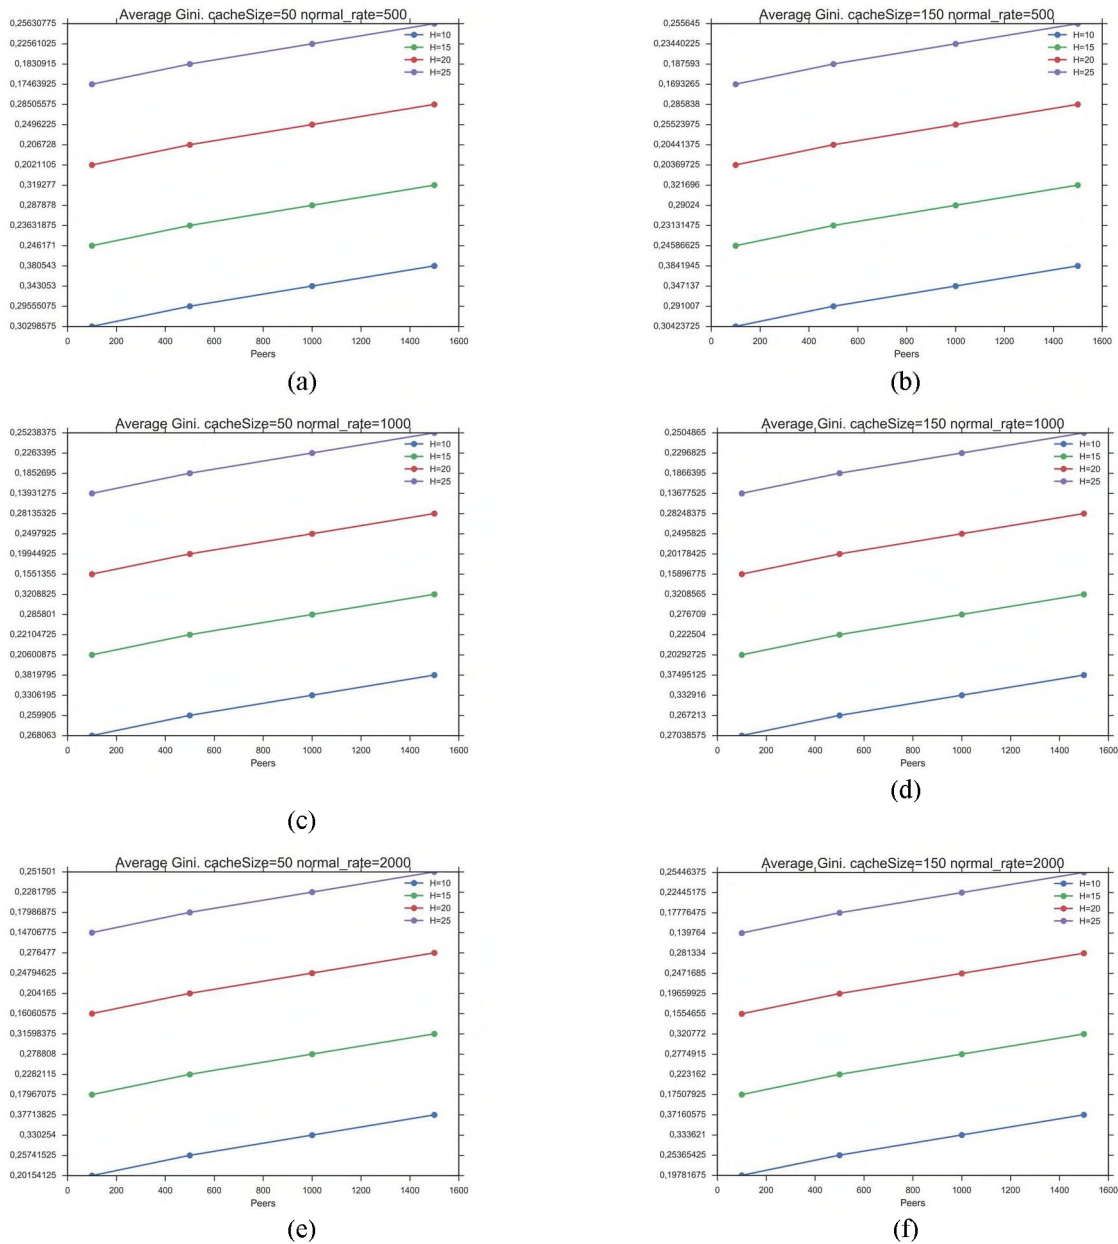 Average Gini. cacheSize=50 normal_rate=500
0,25630775
0,22561025
0,1830915
0,17463925
0,28505575
0,2496225
0,206728
0,2021105
0,319277
0,287878
0,23631875
0,246171
0,380543
0,343053
0,29555075
0,30298575
H=10
H=15
H=20
H=25
0 200 400 600 800 1000 1200 1400 1600
Peers
(a)
Average Gini. cacheSize=150 normal_rate=500
0,255645
0,23440225
0,187593
0,1693265
0,285838
0,25523975
0,20441375
0,20369725
0,321696
0,29024
0,23131475
0,24586625
0,3841945
0,347137
0,291007
0,30423725
H=10
H=15
H=20
H=25
0 200 400 600 800 1000 1200 1400 1600
Peers
(b)
Average Gini. cacheSize=50 normal_rate=1000
0,25238375
0,2263395
0,1852695
0,13931275
0,28135325
0,2497925
0,19944925
0,1551355
0,3208825
0,285801
0,22104725
0,20600875
0,3819795
0,3306195
0,259905
0,268063
H=10
H=15
H=20
H=25
0 200 400 600 800 1000 1200 1400 1600
Peers
(c)
Average Gini. cacheSize=150 normal_rate=1000
0,2504865
0,2296825
0,1866395
0,13677525
0,28248375
0,2495825
0,20178425
0,15896775
0,3208565
0,276709
0,222504
0,20292725
0,37495125
0,332916
0,267213
0,27038575
H=10
H=15
H=20
H=25
0 200 400 600 800 1000 1200 1400 1600
Peers
(d)
Average Gini. cacheSize=50 normal_rate=2000
0,251501
0,2281795
0,17986875
0,14706775
0,276477
0,24794625
0,204165
0,16060575
0,31598375
0,278808
0,2282115
0,17967075
0,37713825
0,330254
0,25741525
0,20154125
H=10
H=15
H=20
H=25
0 200 400 600 800 1000 1200 1400 1600
Peers
(e)
Average Gini. cacheSize=150 normal_rate=2000
0,25446375
0,22445175
0,17776475
0,139764
0,281334
0,2471685
0,19659925
0,1554655
0,320772
0,2774915
0,223162
0,17507925
0,37160575
0,333621
0,25365425
0,19781675
H=10
H=15
H=20
H=25
0 200 400 600 800 1000 1200 1400 1600
Peers
(f)